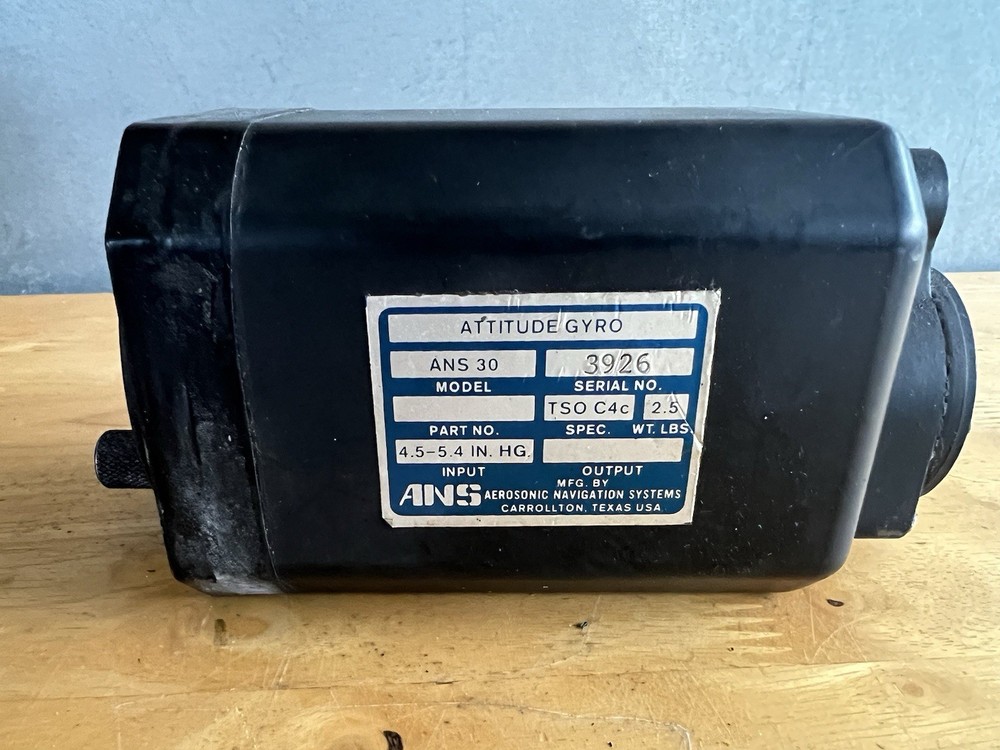 ATTITUDE GYRO
ANS 30 3926
MODEL SERIAL NO.
TSO C4c 2.5
PART NO. SPEC. WT. LBS.
4.5-5.4 IN. HG.
INPUT OUTPUT
MFG. BY
ANS AEROSONIC NAVIGATION SYSTEMS
CARROLLTON, TEXAS USA